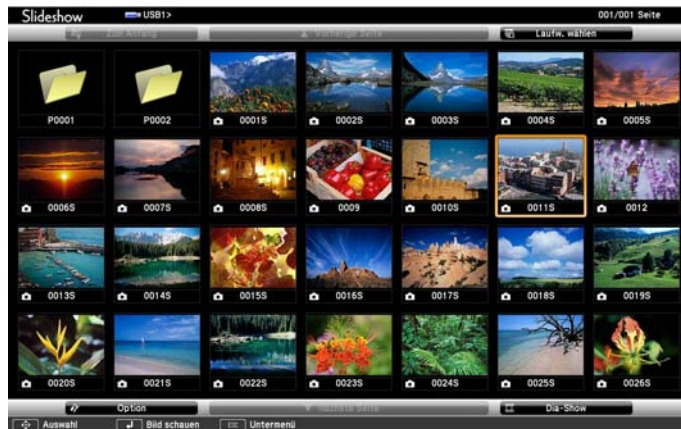 Slideshow USB1> 001/001 Seite
Zum Anfang ▲ Vorherige Seite Laufw. wählen
P0001 P0002 0001S 0002S 0003S 0004S 0005S
0006S 0007S 0008S 0009 0010S 0011S 0012
0013S 0014S 0015S 0016S 0017S 0018S 0019S
0020S 0021S 0022S 0023S 0024S 0025S 0026S
Option ▼ Nächste Seite Dia-Show
Auswahl Bild schauen ESC Untermenü